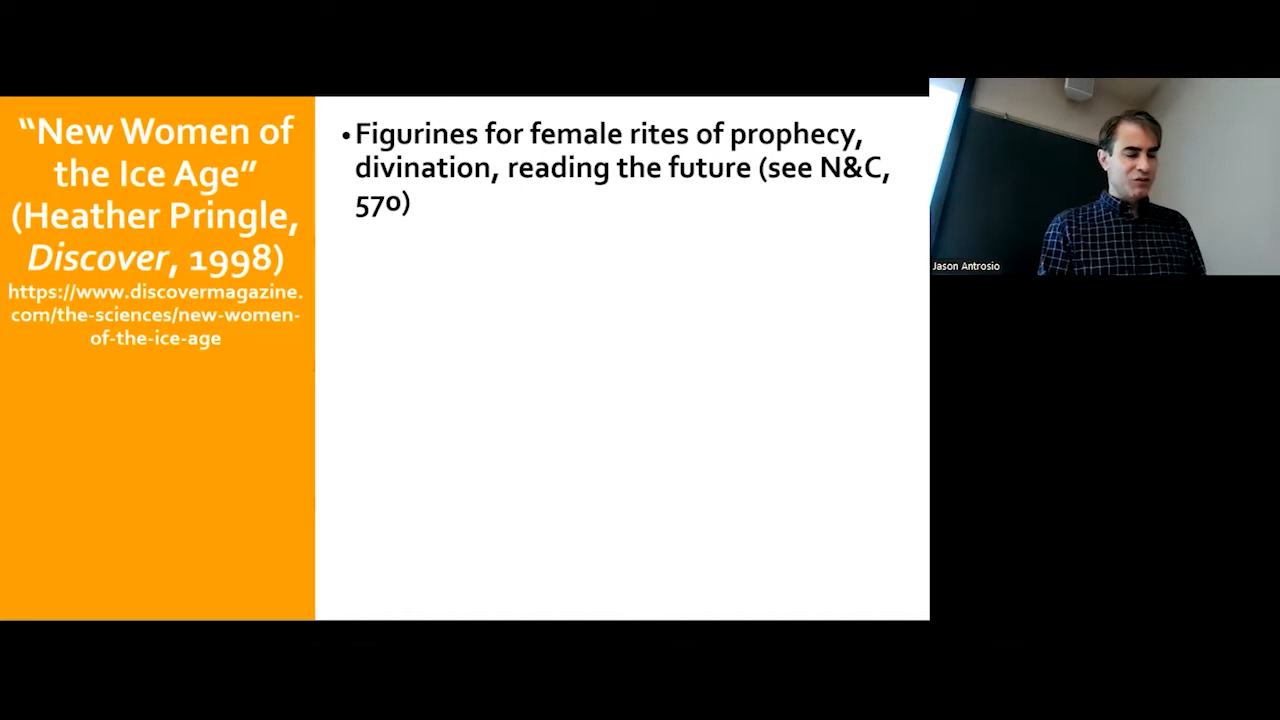 “New Women of
the Ice Age”
(Heather Pringle,
Discover, 1998)
https://www.discovermagazine.
com/the-sciences/new-women-
of-the-ice-age
•Figurines for female rites of prophecy,
divination, reading the future (see N&C,
570)
Jason Antrosio